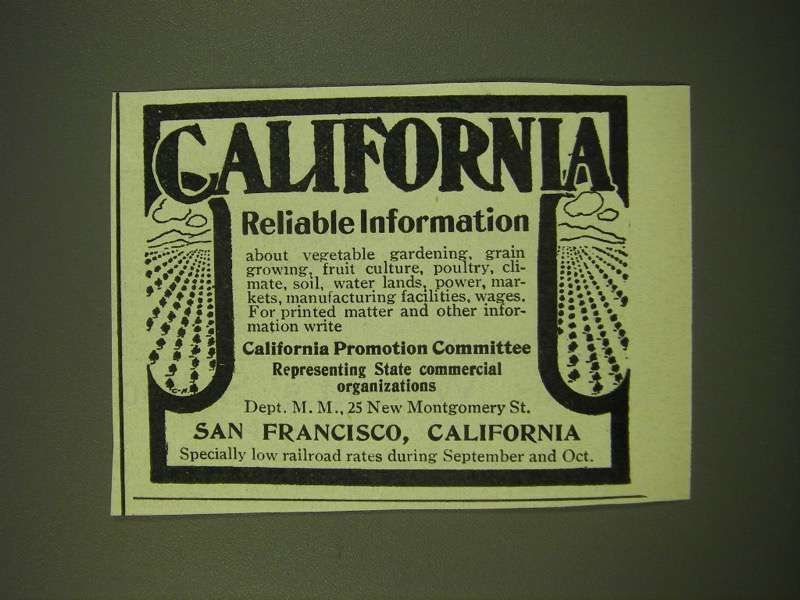 CALIFORNIA
Reliable Information
about vegetable gardening, grain
growing, fruit culture, poultry, cli-
mate, soil, water lands, power, mar-
kets, manufacturing facilities, wages.
For printed matter and other infor-
mation write
California Promotion Committee
Representing State commercial
organizations
Dept. M. M., 25 New Montgomery St.
SAN FRANCISCO, CALIFORNIA
Specially low railroad rates during September and Oct.